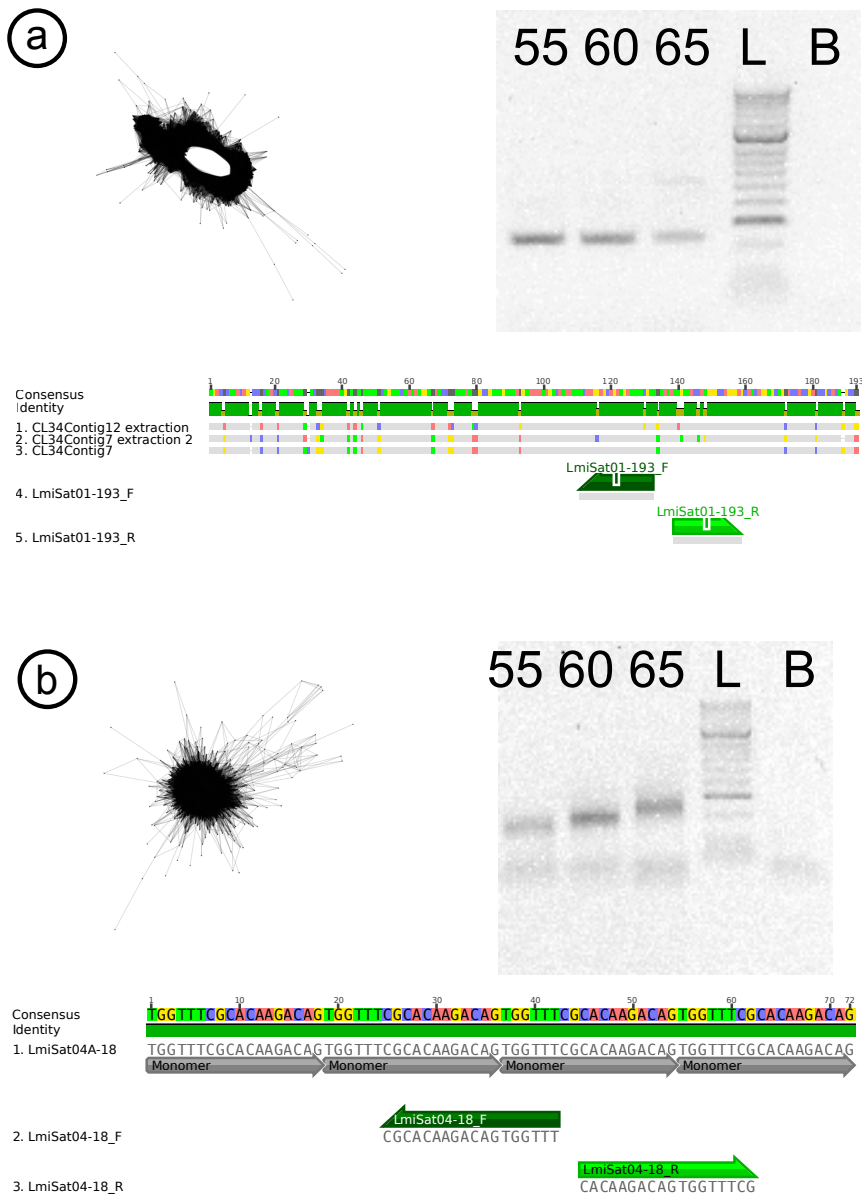 a
55 60 65 L B
1 20 40 60 80 100 120 140 160 180 193
Consensus
Identity
1. CL34Contig12 extraction
2. CL34Contig7 extraction 2
3. CL34Contig7
LmiSat01-193_F
4. LmiSat01-193_F
LmiSat01-193_R
5. LmiSat01-193_R
b
55 60 65 L B
1 10 20 30 40 50 60 70 72
Consensus TGGTTTCGCACAAGACAGTGGTTTCGCACAAGACAGTGGTTTCGCACAAGACAGTGGTTTCGCACAAGACAG
Identity
1. LmiSat04A-18 TGGTTTCGCACAAGACAGTGGTTTCGCACAAGACAGTGGTTTCGCACAAGACAGTGGTTTCGCACAAGACAG
Monomer Monomer Monomer Monomer
LmiSat04-18_F
2. LmiSat04-18_F CGCACAAGACAGTGGTTT
LmiSat04-18_R
3. LmiSat04-18_R CACAAGACAGTGGTTTCG